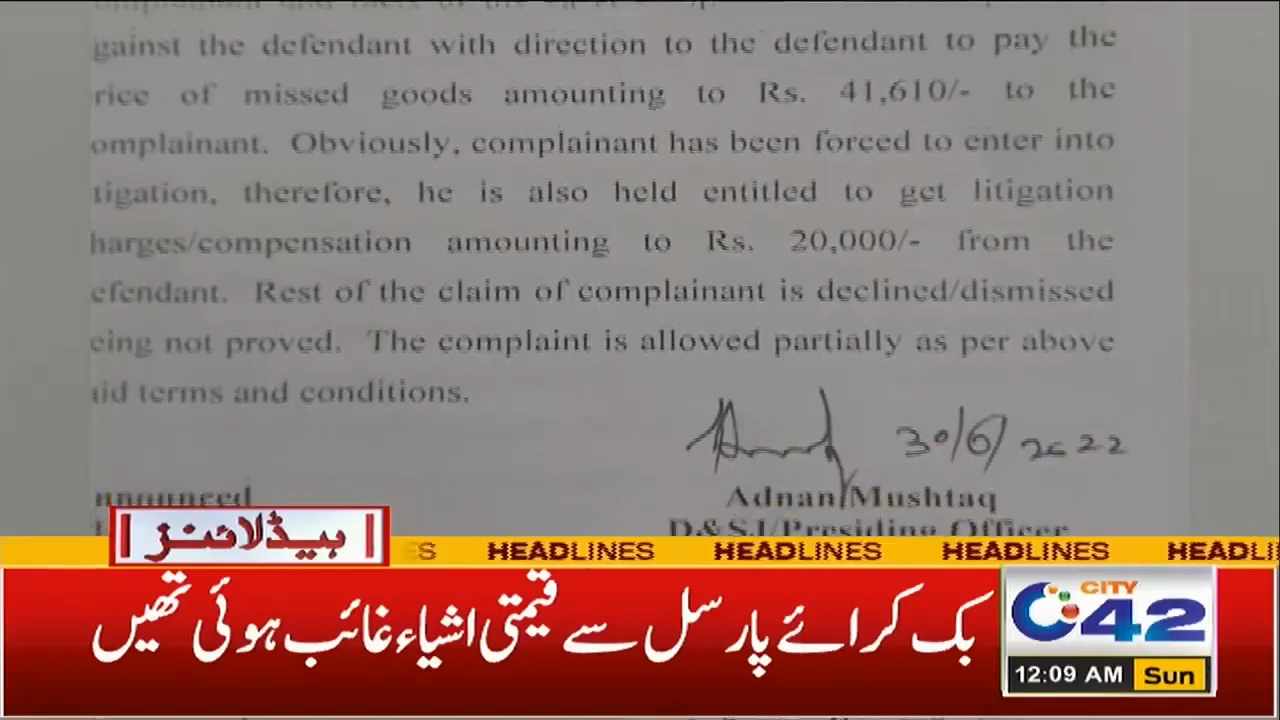 gainst the defendant with direction to the defendant to pay the
rice of missed goods amounting to Rs. 41,610/- to the
omplainant. Obviously, complainant has been forced to enter into
tigation, therefore, he is also held entitled to get litigation
harges/compensation amounting to Rs. 20,000/- from the
efendant. Rest of the claim of complainant is declined/dismissed
eing not proved. The complaint is allowed partially as per above
aid terms and conditions.
30/6/2022
nnounced
Adnan Mushtaq
D&SJ/Presiding Officer
ہیڈلائنز
ES HEADLINES HEADLINES HEADLINES HEADLI
بک کرائے پارسل سے قیمتی اشیاء غائب ہوئی تھیں
CITY
42
12:09 AM Sun